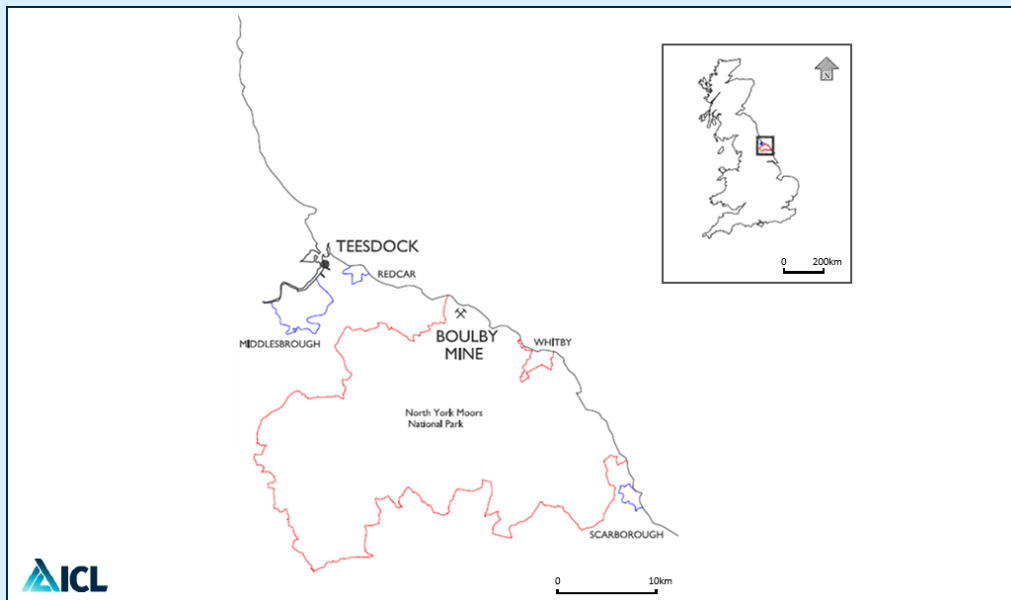 N
0 200km
TEESDOCK
REDCAR
MIDDLESBROUGH
BOULBY
MINE
WHITBY
North York Moors
National Park
SCARBOROUGH
0 10km
ICL